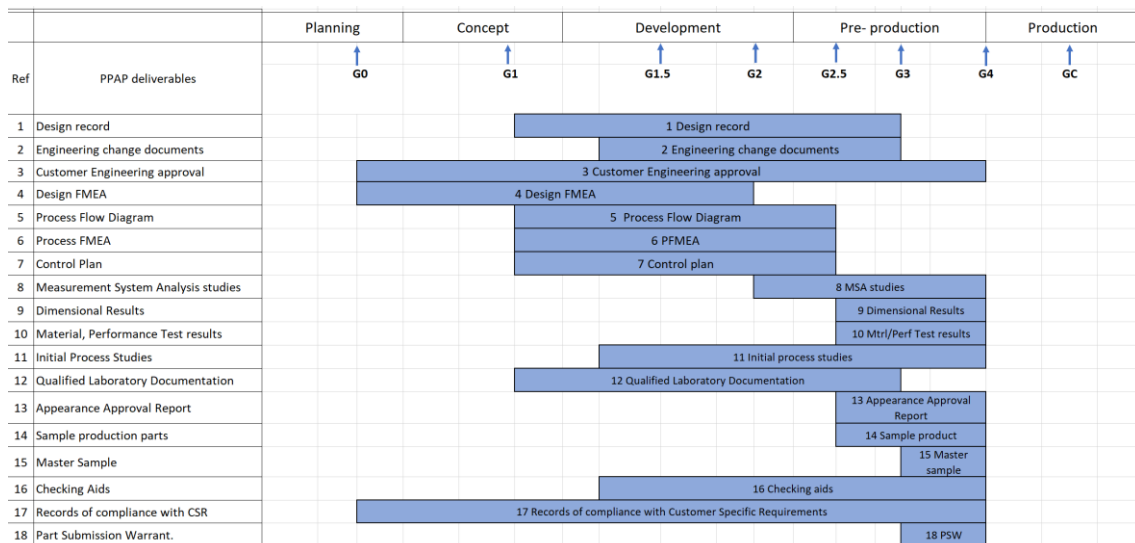 Planning Concept Development Pre- production Production
Ref PPAP deliverables G0 G1 G1.5 G2 G2.5 G3 G4 GC
1 Design record 1 Design record
2 Engineering change documents 2 Engineering change documents
3 Customer Engineering approval 3 Customer Engineering approval
4 Design FMEA 4 Design FMEA
5 Process Flow Diagram 5 Process Flow Diagram
6 Process FMEA 6 PFMEA
7 Control Plan 7 Control plan
8 Measurement System Analysis studies 8 MSA studies
9 Dimensional Results 9 Dimensional Results
10 Material, Performance Test results 10 Mtrl/Perf Test results
11 Initial Process Studies 11 Initial process studies
12 Qualified Laboratory Documentation 12 Qualified Laboratory Documentation
13 Appearance Approval Report 13 Appearance Approval
Report
14 Sample production parts 14 Sample product
15 Master Sample 15 Master
sample
16 Checking Aids 16 Checking aids
17 Records of compliance with CSR 17 Records of compliance with Customer Specific Requirements
18 Part Submission Warrant. 18 PSW